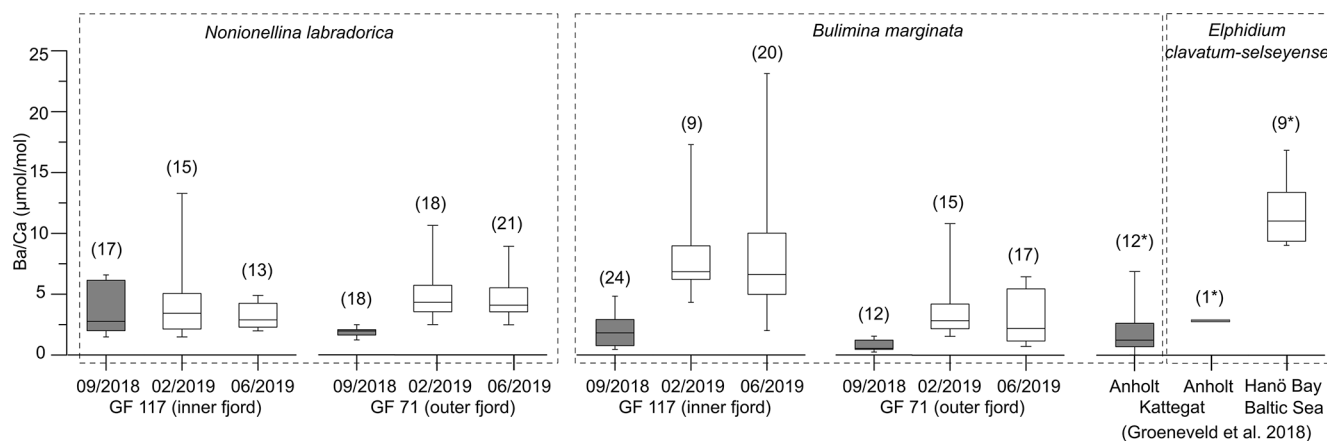 Nonionellina labradorica
Bulimina marginata
Elphidium
clavatum-selseyense
Ba/Ca (µmol/mol)
25
20
15
10
5
0
(17)
(15)
(13)
(18)
(18)
(21)
(24)
(9)
(20)
(12)
(15)
(17)
(12*)
(1*)
(9*)
09/2018 02/2019 06/2019
GF 117 (inner fjord)
09/2018 02/2019 06/2019
GF 71 (outer fjord)
09/2018 02/2019 06/2019
GF 117 (inner fjord)
09/2018 02/2019 06/2019
GF 71 (outer fjord)
Anholt Anholt
Kattegat
Hanö Bay
Baltic Sea
(Groeneveld et al. 2018)